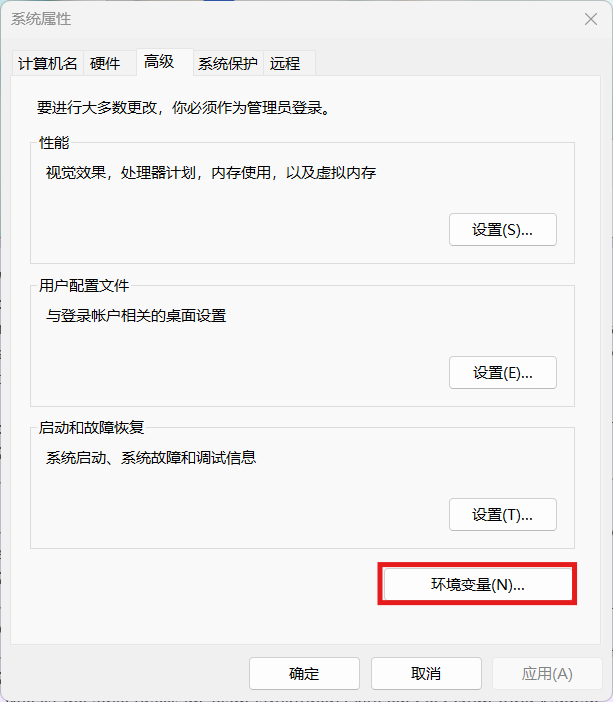 系统属性
计算机名 硬件 高级 系统保护 远程
要进行大多数更改，你必须作为管理员登录。
性能
视觉效果，处理器计划，内存使用，以及虚拟内存
设置(S)...
用户配置文件
与登录帐户相关的桌面设置
设置(E)...
启动和故障恢复
系统启动、系统故障和调试信息
设置(T)...
环境变量(N)...
确定 取消 应用(A)